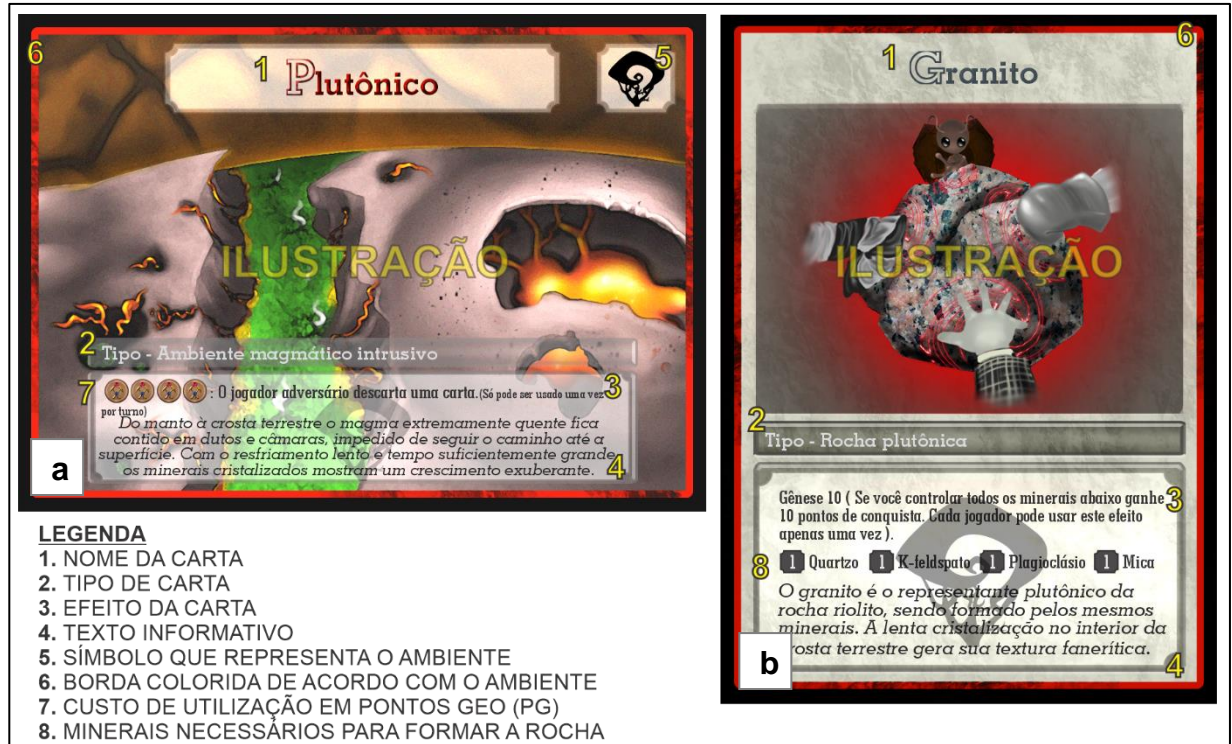 6
1 Plutônico
5
ILUSTRAÇÃO
2 Tipo - Ambiente magmático intrusivo
7 : O jogador adversário descarta uma carta.(Só pode ser usado uma vez 3
por turno)
Do manto à crosta terrestre o magma extremamente quente fica
contido em dutos e câmaras, impedido de seguir o caminho até a
superfície. Com o resfriamento lento e tempo suficientemente grande
os minerais cristalizados mostram um crescimento exuberante. 4
a
LEGENDA
1. NOME DA CARTA
2. TIPO DE CARTA
3. EFEITO DA CARTA
4. TEXTO INFORMATIVO
5. SÍMBOLO QUE REPRESENTA O AMBIENTE
6. BORDA COLORIDA DE ACORDO COM O AMBIENTE
7. CUSTO DE UTILIZAÇÃO EM PONTOS GEO (PG)
8. MINERAIS NECESSÁRIOS PARA FORMAR A ROCHA
6
1 Granito
ILUSTRAÇÃO
2
Tipo - Rocha plutônica
Gênese 10 ( Se você controlar todos os minerais abaixo ganhe 3
10 pontos de conquista. Cada jogador pode usar este efeito
apenas uma vez ).
8 1 Quartzo 1 K-feldspato 1 Plagioclásio 1 Mica
O granito é o representante plutônico da
rocha riolito, sendo formado pelos mesmos
minerais. A lenta cristalização no interior da
crosta terrestre gera sua textura fanerítica.
4
b